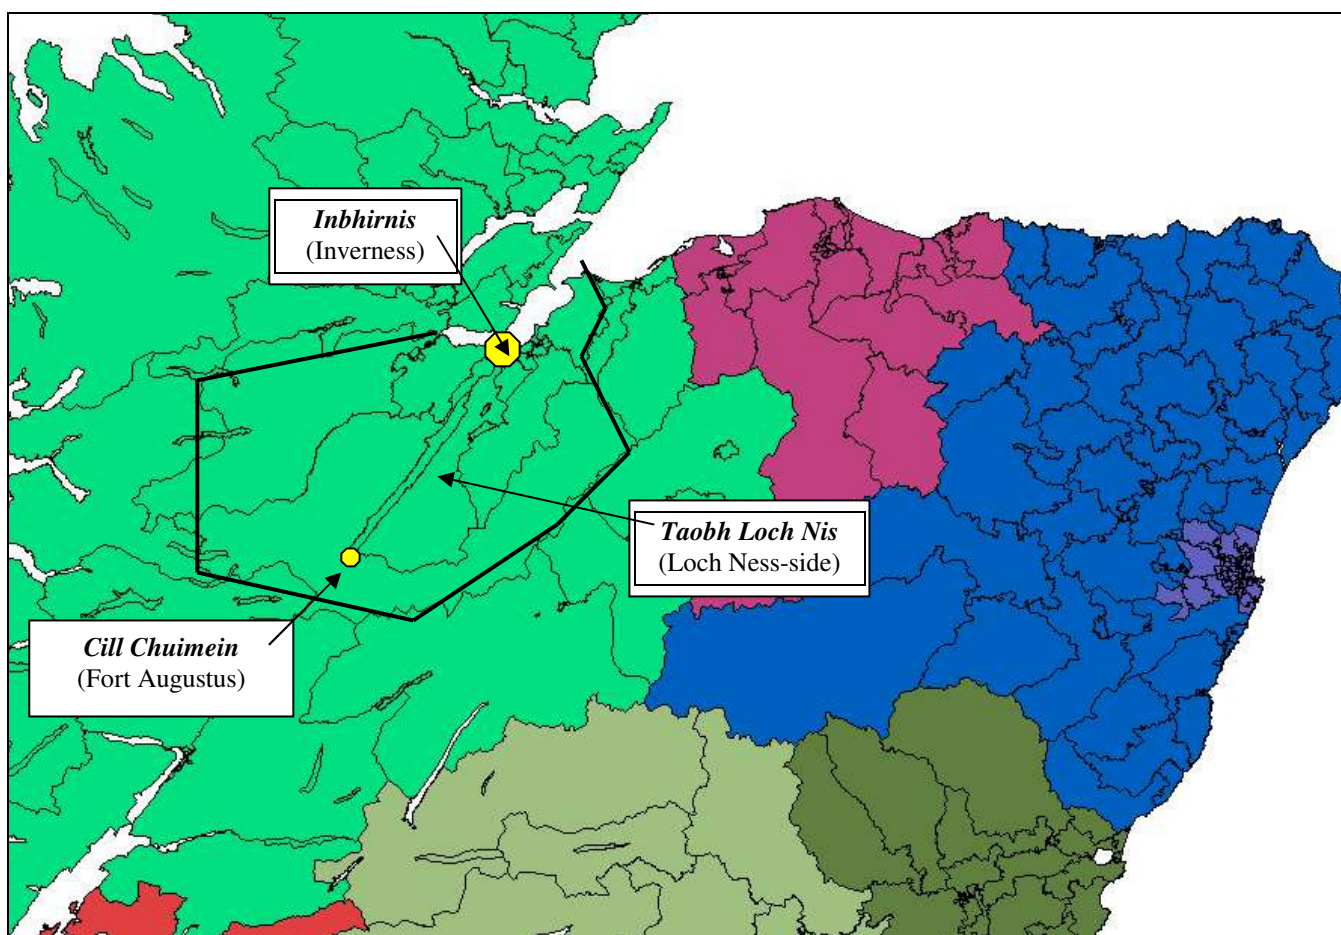 Inbhirnis
(Inverness)
Taobh Loch Nis
(Loch Ness-side)
Cill Chuimein
(Fort Augustus)